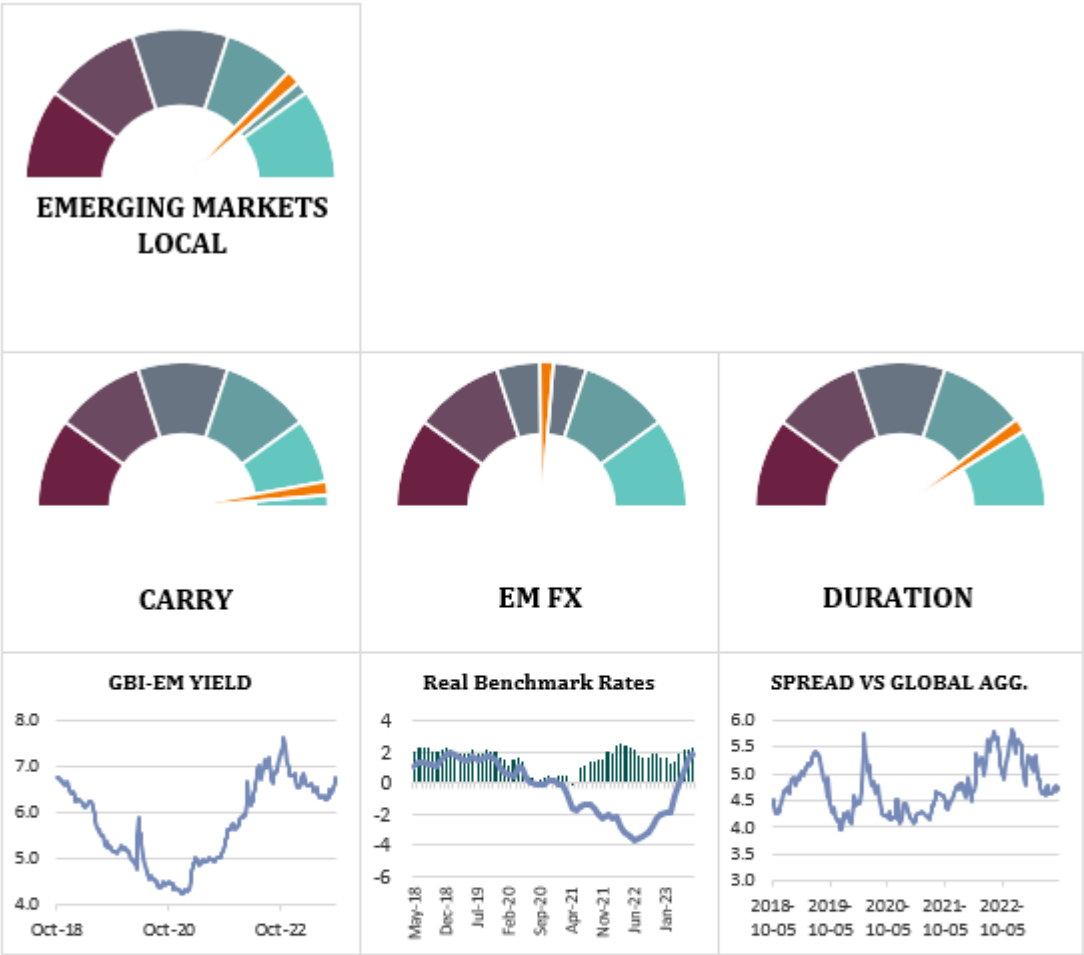 EMERGING MARKETS
LOCAL
CARRY
EM FX
DURATION
GBI-EM YIELD
8.0
7.0
6.0
5.0
4.0
Oct-18
Oct-20
Oct-22
Real Benchmark Rates
4
2
0
-2
-4
-6
May-18
Dec-18
Jul-19
Feb-20
Sep-20
Apr-21
Nov-21
Jun-22
Jan-23
SPREAD VS GLOBAL AGG.
6.0
5.5
5.0
4.5
4.0
3.5
3.0
2018-
10-05
2019-
10-05
2020-
10-05
2021-
10-05
2022-
10-05